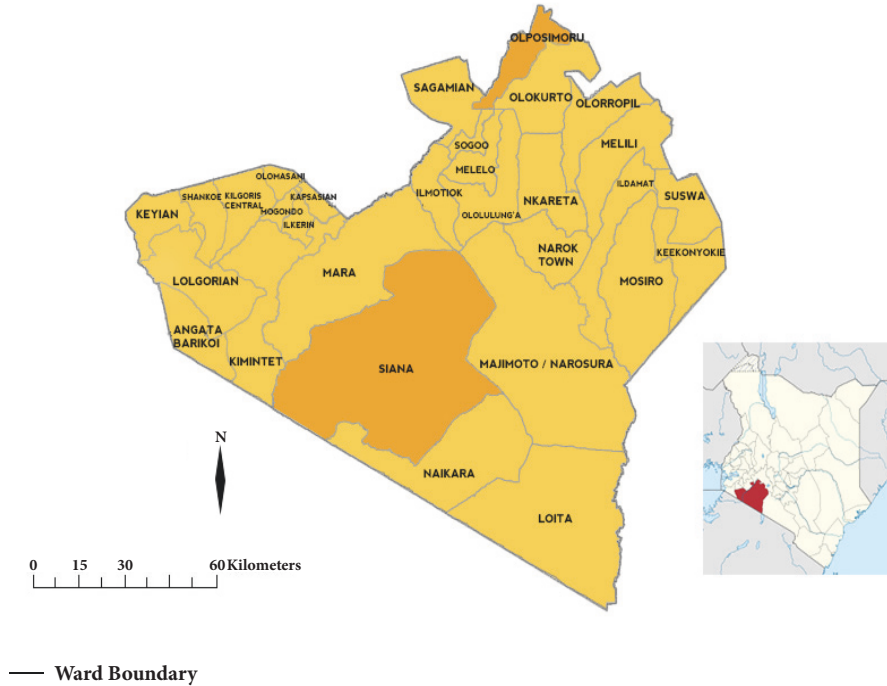 OLPOSIMORU
SAGAMIAN
OLOKURTO
OLORROPIL
SOGOO
MELILI
MELELO
OLOMASANI
ILDAMAT
SHANKOE
KILGORIS
CENTRAL
KAPSASIAN
ILMOTIOK
NKARETA
SUSWA
KEYIAN
MOGONDO
OLOLULUNG'A
ILKERIN
NAROK
TOWN
KEEKONYOKIE
MARA
LOLGORIAN
MOSIRO
ANGATA
BARIKOI
KIMINTET
SIANA
MAJIMOTO / NAROSURA
N
NAIKARA
LOITA
0 15 30 60 Kilometers
Ward Boundary